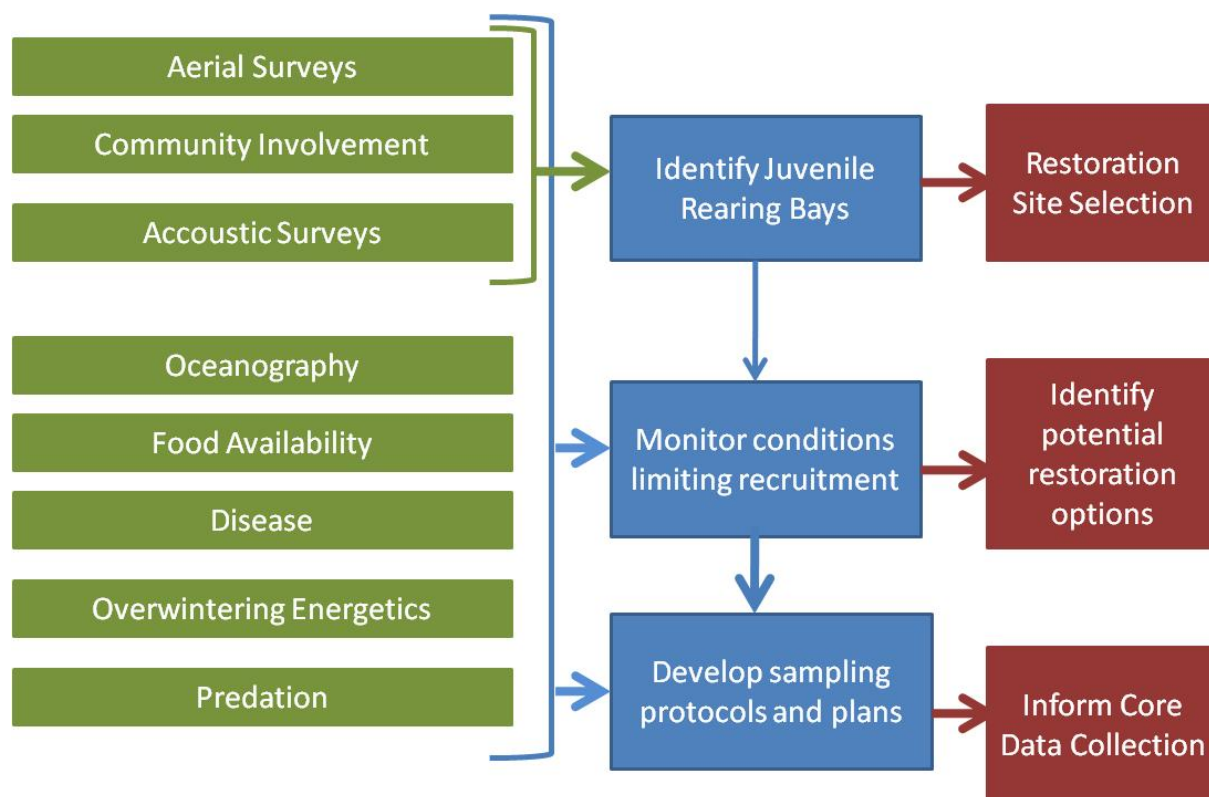 Aerial Surveys
Community Involvement
Accoustic Surveys
Oceanography
Food Availability
Disease
Overwintering Energetics
Predation
Identify Juvenile
Rearing Bays
Monitor conditions
limiting recruitment
Develop sampling
protocols and plans
Restoration
Site Selection
Identify
potential
restoration
options
Inform Core
Data Collection